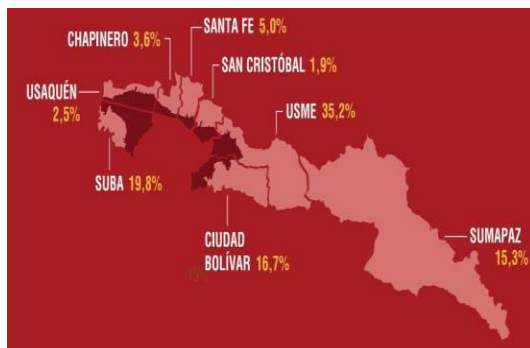 SANTA FE 5,0%
CHAPINERO 3,6%
SAN CRISTÓBAL 1,9%
USAQUÉN
2,5%
USME 35,2%
SUBA 19,8%
SUMAPAZ
15,3%
CIUDAD
BOLÍVAR 16,7%